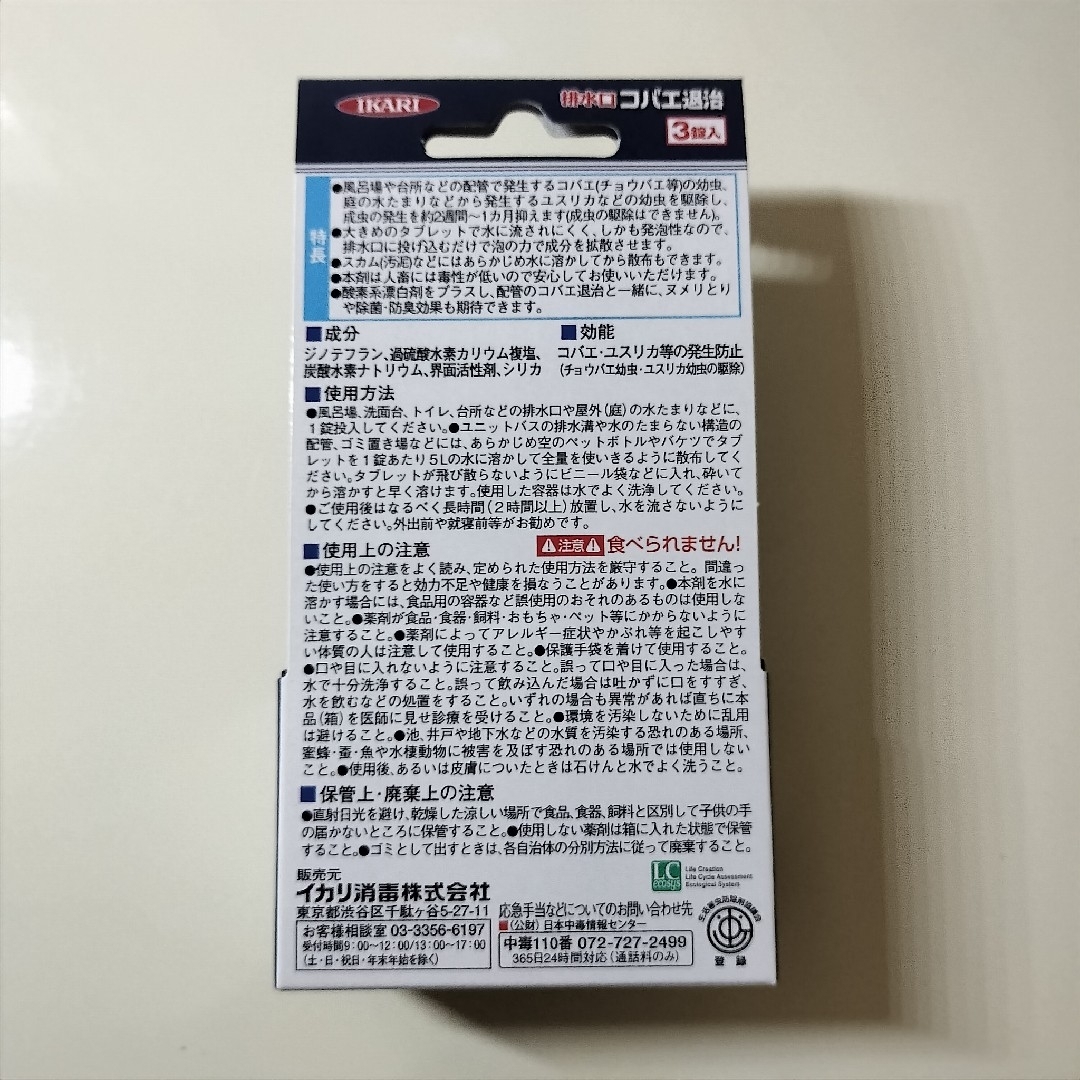 IKARI
排水口コバエ退治
3錠入
特長
●風呂場や台所などの配管で発生するコバエ(チョウバエ等)の幼虫、
庭の水たまりなどから発生するユスリカなどの幼虫を駆除し、
成虫の発生を約2週間〜1カ月抑えます(成虫の駆除はできません)。
●大きめのタブレットで水に流されにくく、しかも発泡性なので、
排水口に投げ込むだけで泡の力で成分を拡散させます。
●スカム(汚泥)などにはあらかじめ水に溶かしてから散布もできます。
●本剤は人畜には毒性が低いので安心してお使いいただけます。
●酸素系漂白剤をプラスし、配管のコバエ退治と一緒に、ヌメリとり
や除菌・防臭効果も期待できます。
■成分
ジノテフラン、過硫酸水素カリウム複塩、
炭酸水素ナトリウム、界面活性剤、シリカ
■効能
コバエ・ユスリカ等の発生防止
(チョウバエ幼虫・ユスリカ幼虫の駆除)
■使用方法
●風呂場、洗面台、トイレ、台所などの排水口や屋外(庭)の水たまりなどに、
1錠投入してください。●ユニットバスの排水溝や水のたまらない構造の
配管、ゴミ置き場などには、あらかじめ空のペットボトルやバケツでタブ
レットを1錠あたり5Lの水に溶かして全量を使いきるように散布してく
ださい。タブレットが飛び散らないようにビニール袋などに入れ、砕いて
から溶かすと早く溶けます。使用した容器は水でよく洗浄してください。
●ご使用後はなるべく長時間(2時間以上)放置し、水を流さないように
してください。外出前や就寝前等がお勧めです。
■使用上の注意
注意 食べられません!
●使用上の注意をよく読み、定められた使用方法を厳守すること。間違っ
た使い方をすると効力不足や健康を損なうことがあります。●本剤を水に
溶かす場合には、食品用の容器など誤使用のおそれのあるものは使用しな
いこと。●薬剤が食品・食器・飼料・おもちゃ・ペット等にかからないように
注意すること。●薬剤によってアレルギー症状やかぶれ等を起こしやす
い体質の人は注意して使用すること。●保護手袋を着けて使用すること。
●口や目に入れないように注意すること。誤って口や目に入った場合は、
水で十分洗浄すること。誤って飲み込んだ場合は吐かずに口をすすぎ、
水を飲むなどの処置をすること。いずれの場合も異常があれば直ちに本
品(箱)を医師に見せ診療を受けること。●環境を汚染しないために乱用
は避けること。●池、井戸や地下水などの水質を汚染する恐れのある場所、
蜜蜂・蚕・魚や水棲動物に被害を及ぼす恐れのある場所では使用しない
こと。●使用後、あるいは皮膚についたときは石けんと水でよく洗うこと。
■保管上・廃棄上の注意
●直射日光を避け、乾燥した涼しい場所で食品、食器、飼料と区別して子供の手
の届かないところに保管すること。●使用しない薬剤は箱に入れた状態で保管
すること。●ゴミとして出すときは、各自治体の分別方法に従って廃棄すること。
販売元
イカリ消毒株式会社
東京都渋谷区千駄ヶ谷5-27-11
お客様相談室 03-3356-6197
受付時間9:00〜12:00/13:00〜17:00
(土・日・祝日・年末年始を除く)
LC
ecosys
Life Creation
Life Cycle Assessment
Ecological System
応急手当などについてのお問い合わせ先
■(公財)日本中毒情報センター
中毒110番 072-727-2499
365日24時間対応(通話料のみ)
登録